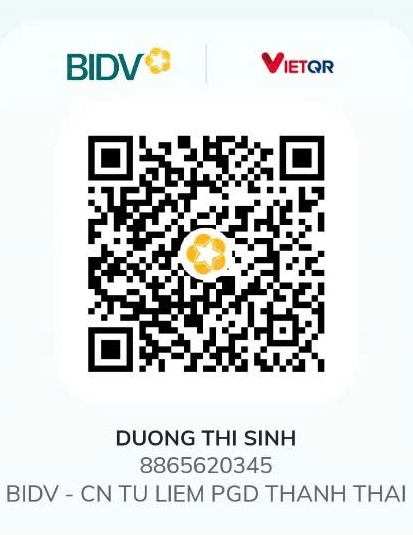 BIDV
VIETQR
DUONG THI SINH
8865620345
BIDV - CN TU LIEM PGD THANH THAI